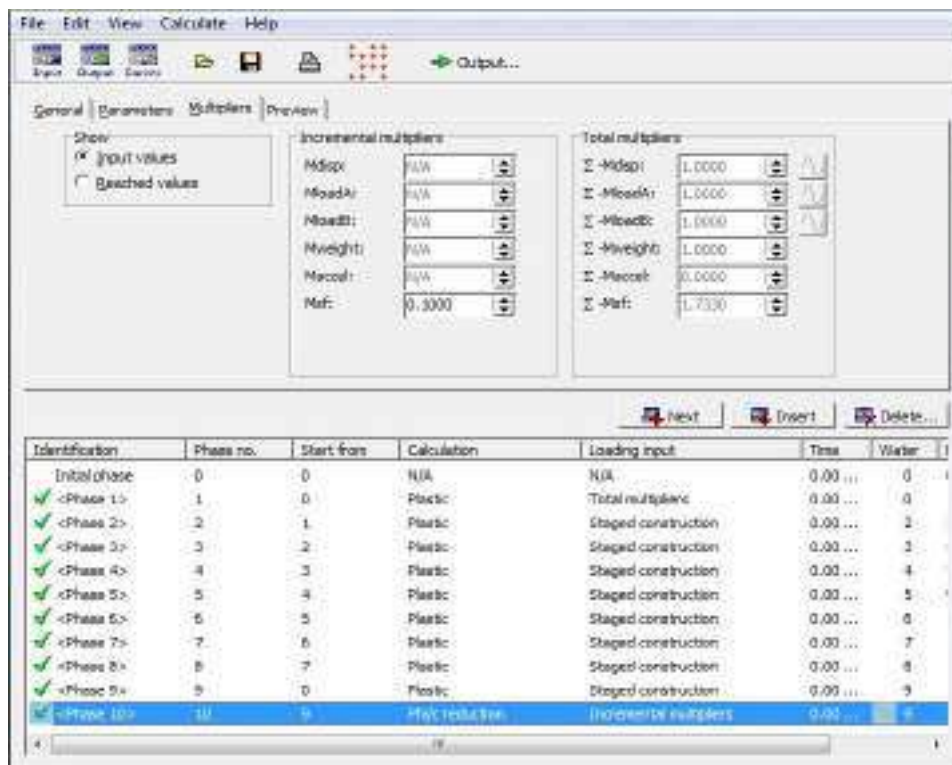 File Edit View Calculate Help
Input Output Curves
Output...
General Parameters Multipliers Preview
Show
Input values
Reached values
Incremental multipliers
Mdisp: N/A
MloadA: N/A
MloadB: N/A
Mweight: N/A
Maccel: N/A
Msf: 0.1000
Total multipliers
Σ -Mdisp: 1.0000
Σ -MloadA: 1.0000
Σ -MloadB: 1.0000
Σ -Mweight: 1.0000
Σ -Maccel: 0.0000
Σ -Msf: 1.7330
Next Insert Delete...
Identification Phase no. Start from Calculation Loading input Time Water
Initial phase 0 0 N/A N/A 0.00 ... 0
<Phase 1> 1 0 Plastic Total multipliers 0.00 ... 0
<Phase 2> 2 1 Plastic Staged construction 0.00 ... 2
<Phase 3> 3 2 Plastic Staged construction 0.00 ... 3
<Phase 4> 4 3 Plastic Staged construction 0.00 ... 4
<Phase 5> 5 4 Plastic Staged construction 0.00 ... 5
<Phase 6> 6 5 Plastic Staged construction 0.00 ... 6
<Phase 7> 7 6 Plastic Staged construction 0.00 ... 7
<Phase 8> 8 7 Plastic Staged construction 0.00 ... 8
<Phase 9> 9 Plastic Staged construction 0.00 ... 9
<Phase 10> 10 9 Phi/c reduction Incremental multipliers 0.00 ...